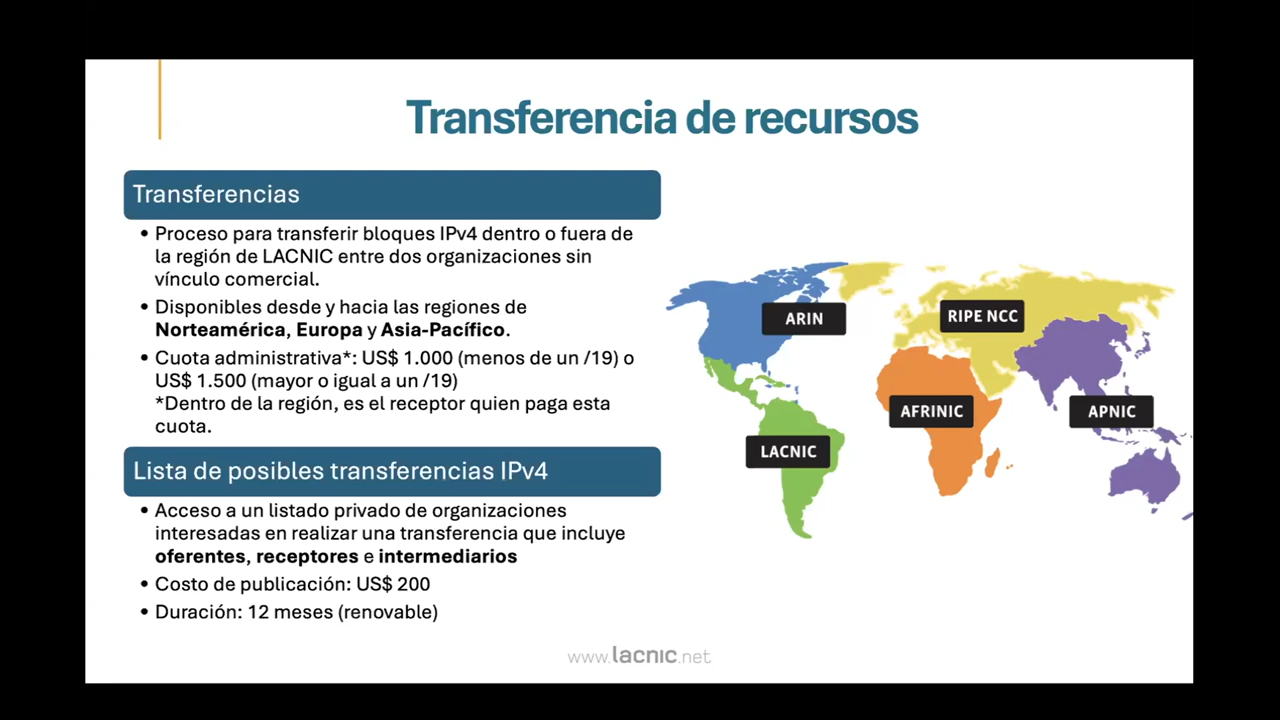 Transferencia de recursos
Transferencias
• Proceso para transferir bloques IPv4 dentro o fuera de
la región de LACNIC entre dos organizaciones sin
vínculo comercial.
• Disponibles desde y hacia las regiones de
Norteamérica, Europa y Asia-Pacífico.
• Cuota administrativa*: US$ 1.000 (menos de un /19) o
US$ 1.500 (mayor o igual a un /19)
*Dentro de la región, es el receptor quien paga esta
cuota.
Lista de posibles transferencias IPv4
• Acceso a un listado privado de organizaciones
interesadas en realizar una transferencia que incluye
oferentes, receptores e intermediarios
• Costo de publicación: US$ 200
• Duración: 12 meses (renovable)
ARIN
RIPE NCC
AFRINIC
APNIC
LACNIC
www.lacnic.net